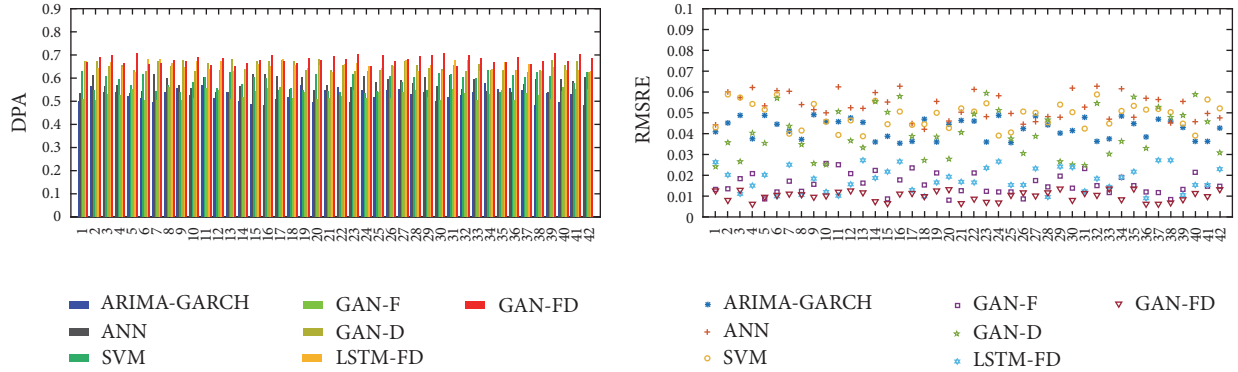 DPA
0.9
0.8
0.7
0.6
0.5
0.4
0.3
0.2
0.1
0
1 2 3 4 5 6 7 8 9 10 11 12 13 14 15 16 17 18 19 20 21 22 23 24 25 26 27 28 29 30 31 32 33 34 35 36 37 38 39 40 41 42
ARIMA-GARCH
ANN
SVM
GAN-F
GAN-D
LSTM-FD
GAN-FD
RMSRE
0.1
0.09
0.08
0.07
0.06
0.05
0.04
0.03
0.02
0.01
0
1 2 3 4 5 6 7 8 9 10 11 12 13 14 15 16 17 18 19 20 21 22 23 24 25 26 27 28 29 30 31 32 33 34 35 36 37 38 39 40 41 42
ARIMA-GARCH
ANN
SVM
GAN-F
GAN-D
LSTM-FD
GAN-FD